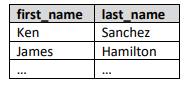 first_name last_name
Ken Sanchez
James Hamilton
... ...